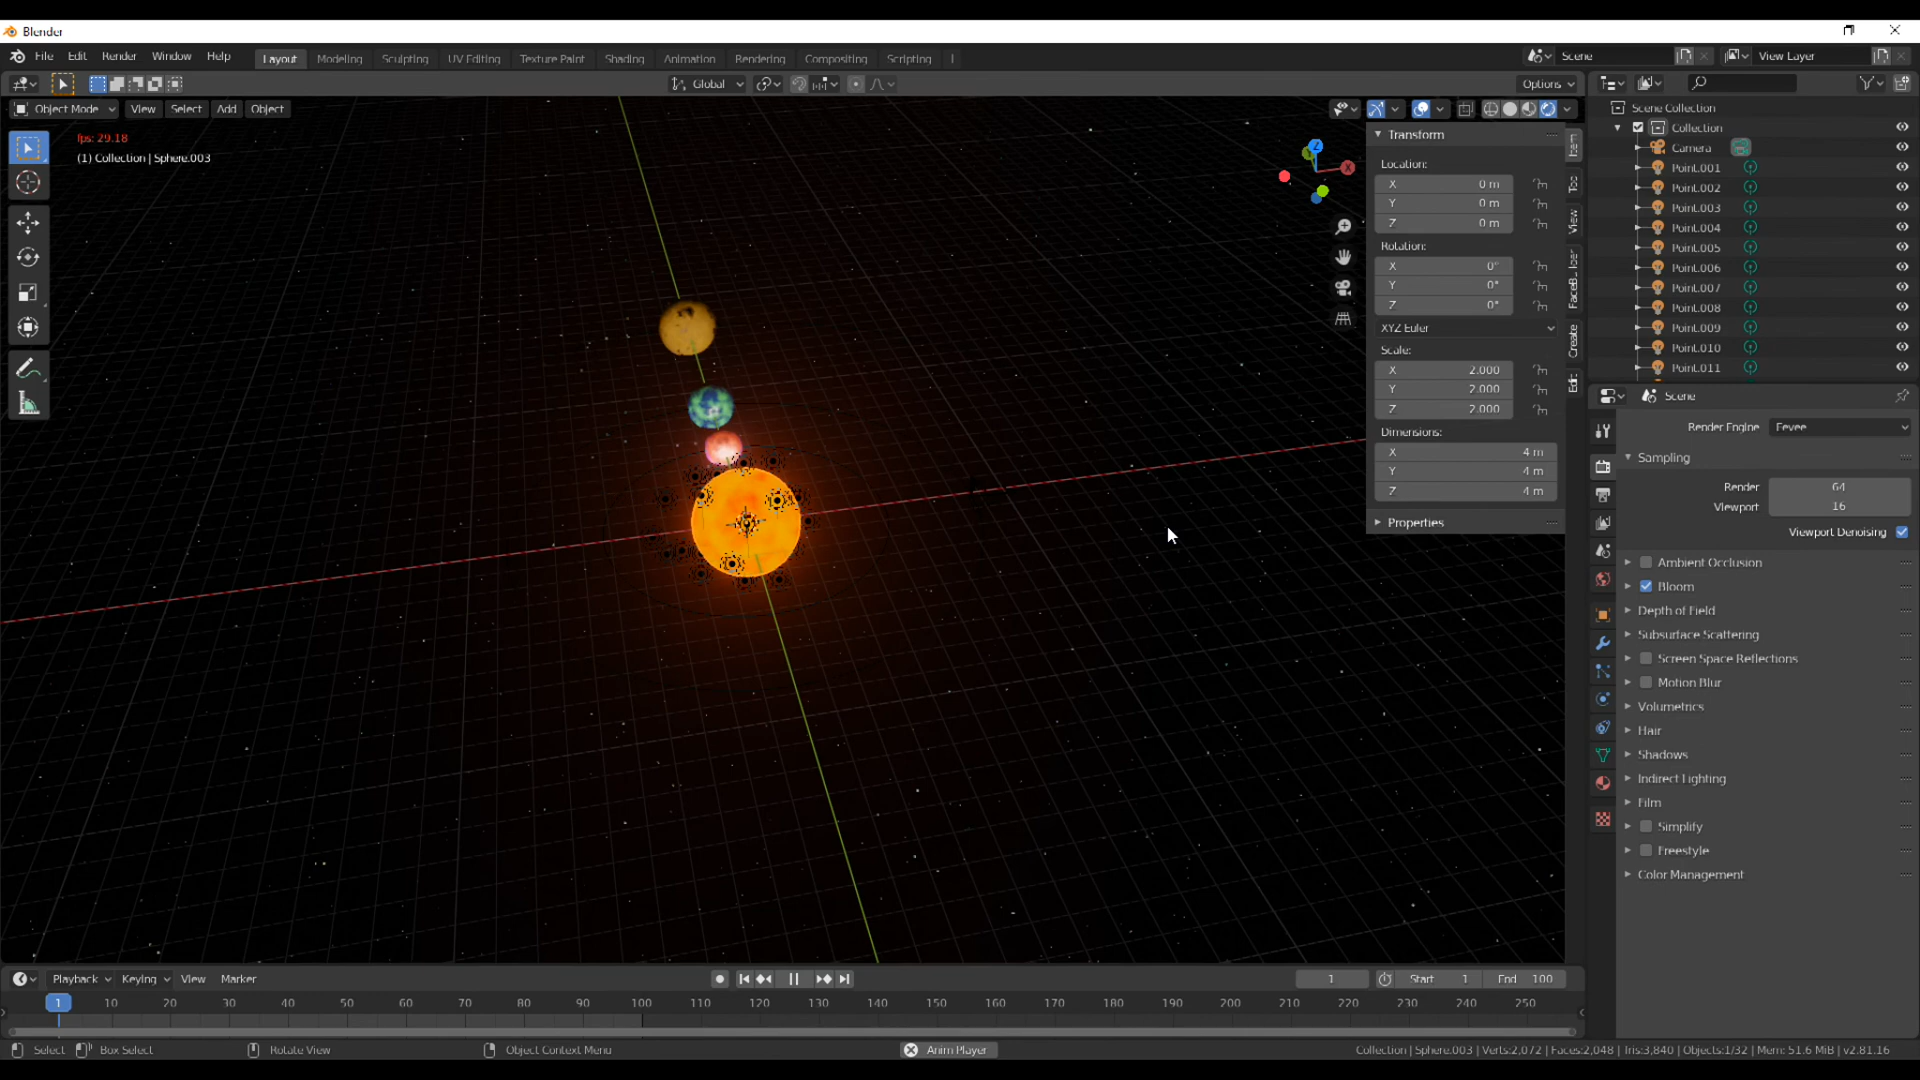 Blender
File Edit Render Window Help Layout Modeling Sculpting UV Editing Texture Paint Shading Animation Rendering Compositing Scripting Scene View Layer
Global Options
Object Mode View Select Add Object
fps: 29.18
(1) Collection | Sphere.003
Transform
Location:
X 0 m
Y 0 m
Z 0 m
Rotation:
X 0°
Y 0°
Z 0°
XYZ Euler
Scale:
X 2.000
Y 2.000
Z 2.000
Dimensions:
X 4 m
Y 4 m
Z 4 m
Properties
Item
View
Create
Edit
Z
X
Scene Collection
Collection
Camera
Point.001
Point.002
Point.003
Point.004
Point.005
Point.006
Point.007
Point.008
Point.009
Point.010
Point.011
Scene
Render Engine Eevee
Sampling
Render 64
Viewport 16
Viewport Denoising
Ambient Occlusion
Bloom
Depth of Field
Subsurface Scattering
Screen Space Reflections
Motion Blur
Volumetrics
Hair
Shadows
Indirect Lighting
Film
Simplify
Freestyle
Color Management
Playback Keying View Marker 1 Start 1 End 100
1 10 20 30 40 50 60 70 80 90 100 110 120 130 140 150 160 170 180 190 200 210 220 230 240 250
Select Box Select Rotate View Object Context Menu Anim Player Collection | Sphere.003 | Verts:2,072 | Faces:2,048 | Tris:3,840 | Objects:1/32 | Mem: 51.6 MiB | v2.81.16